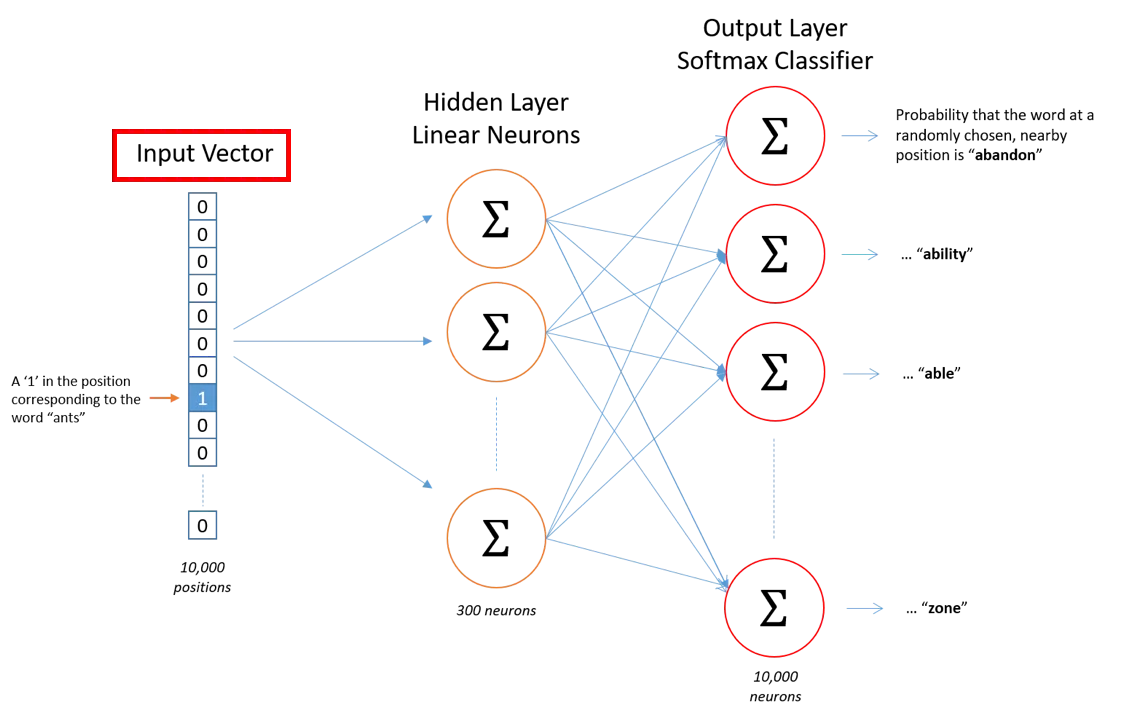 Output Layer
Softmax Classifier
Hidden Layer
Linear Neurons
Input Vector
Probability that the word at a
randomly chosen, nearby
position is “abandon”
... “ability”
... “able”
... “zone”
Σ
Σ
Σ
Σ
Σ
Σ
Σ
0
0
0
0
0
0
0
1
0
0
0
A ‘1’ in the position
corresponding to the
word “ants”
10,000
positions
300 neurons
10,000
neurons